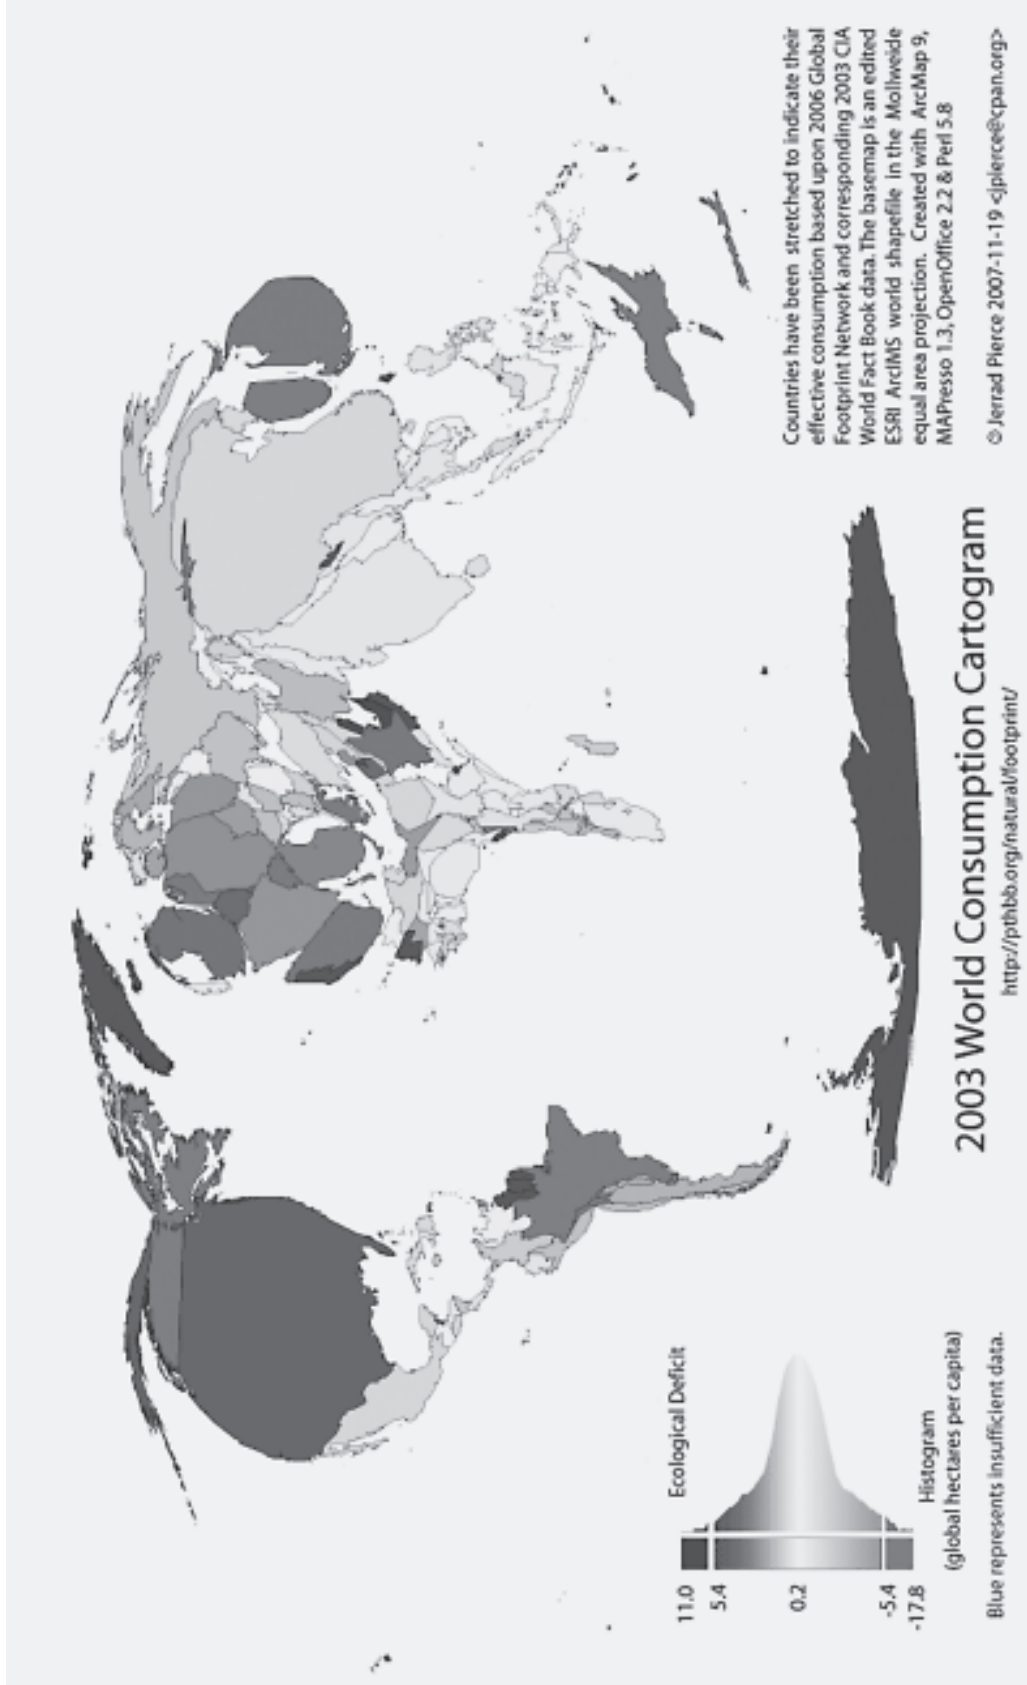 Countries have been stretched to indicate their
effective consumption based upon 2006 Global
Footprint Network and corresponding 2003 CIA
World Fact Book data. The basemap is an edited
ESRI ArcIMS world shapefile in the Mollweide
equal area projection. Created with ArcMap 9,
MAPresso 1.3, OpenOffice 2.2 & Perl 5.8
© Jerrad Pierce 2007-11-19 <jpierce@cpan.org>
2003 World Consumption Cartogram
http://pthbb.org/natural/footprint/
Ecological Deficit
11.0
5.4
0.2
-5.4
-17.8
Histogram
(global hectares per capita)
Blue represents insufficient data.